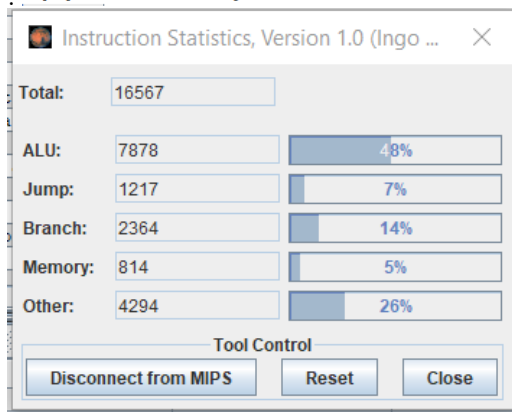 Instruction Statistics, Version 1.0 (Ingo ...
Total: 16567
ALU: 7878 48%
Jump: 1217 7%
Branch: 2364 14%
Memory: 814 5%
Other: 4294 26%
Tool Control
Disconnect from MIPS Reset Close